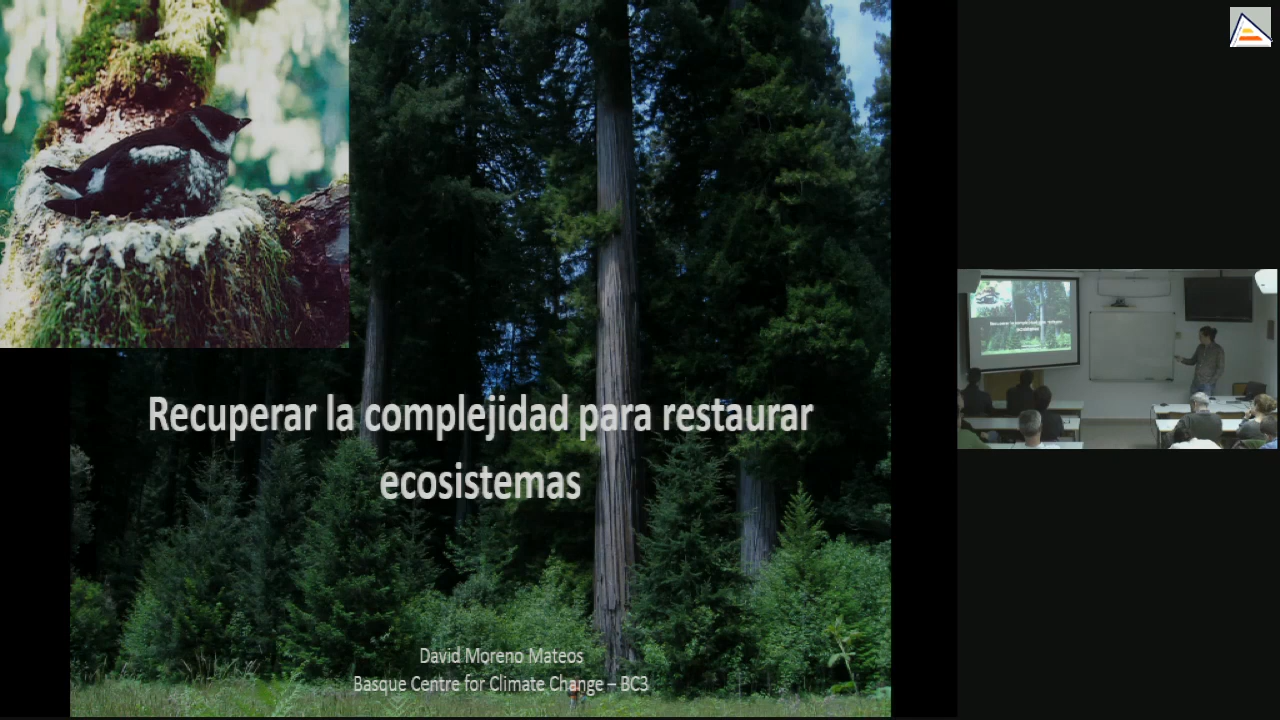 Recuperar la complejidad para restaurar
ecosistemas
David Moreno Mateos
Basque Centre for Climate Change – BC3